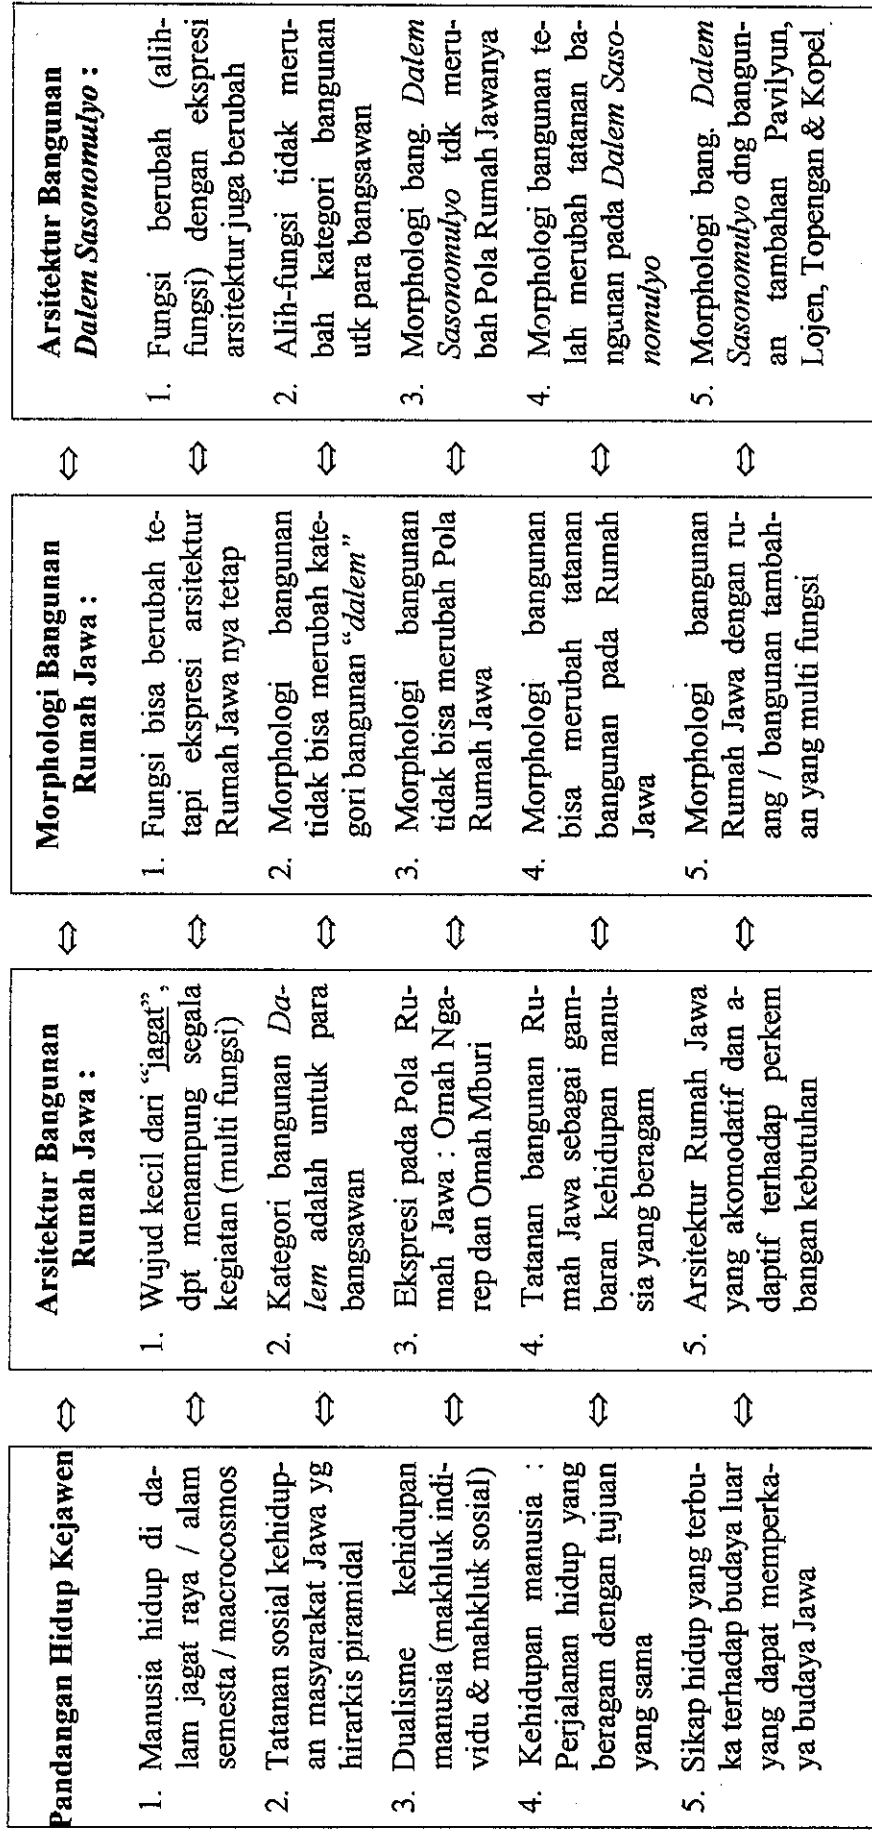 Pandangan Hidup Kejawen
1. Manusia hidup di da-
lam jagat raya / alam
semesta / macrocosmos
2. Tatanan sosial kehidup-
an masyarakat Jawa yg
hirarkis piramidal
3. Dualisme kehidupan
manusia (makhluk indi-
vidu & mahkluk sosial)
4. Kehidupan manusia :
Perjalanan hidup yang
beragam dengan tujuan
yang sama
5. Sikap hidup yang terbu-
ka terhadap budaya luar
yang dapat memperka-
ya budaya Jawa
⇔
⇔
⇔
⇔
⇔
⇔
Arsitektur Bangunan
Rumah Jawa :
1. Wujud kecil dari “jagat”,
dpt menampung segala
kegiatan (multi fungsi)
2. Kategori bangunan Da-
lem adalah untuk para
bangsawan
3. Ekspresi pada Pola Ru-
mah Jawa : Omah Nga-
rep dan Omah Mburi
4. Tatanan bangunan Ru-
mah Jawa sebagai gam-
baran kehidupan manu-
sia yang beragam
5. Arsitektur Rumah Jawa
yang akomodatif dan a-
daptif terhadap perkem
bangan kebutuhan
⇔
⇔
⇔
⇔
⇔
⇔
Morphologi Bangunan
Rumah Jawa :
1. Fungsi bisa berubah te-
tapi ekspresi arsitektur
Rumah Jawa nya tetap
2. Morphologi bangunan
tidak bisa merubah kate-
gori bangunan “dalem”
3. Morphologi bangunan
tidak bisa merubah Pola
Rumah Jawa
4. Morphologi bangunan
bisa merubah tatanan
bangunan pada Rumah
Jawa
5. Morphologi bangunan
Rumah Jawa dengan ru-
ang / bangunan tambah-
an yang multi fungsi
⇔
⇔
⇔
⇔
⇔
⇔
Arsitektur Bangunan
Dalem Sasonomulyo :
1. Fungsi berubah (alih-
fungsi) dengan ekspresi
arsitektur juga berubah
2. Alih-fungsi tidak meru-
bah kategori bangunan
utk para bangsawan
3. Morphologi bang. Dalem
Sasonomulyo tdk meru-
bah Pola Rumah Jawanya
4. Morphologi bangunan te-
lah merubah tatanan ba-
ngunan pada Dalem Saso-
nomulyo
5. Morphologi bang. Dalem
Sasonomulyo dng bangun-
an tambahan Pavilyun,
Lojen, Topengan & Kopel